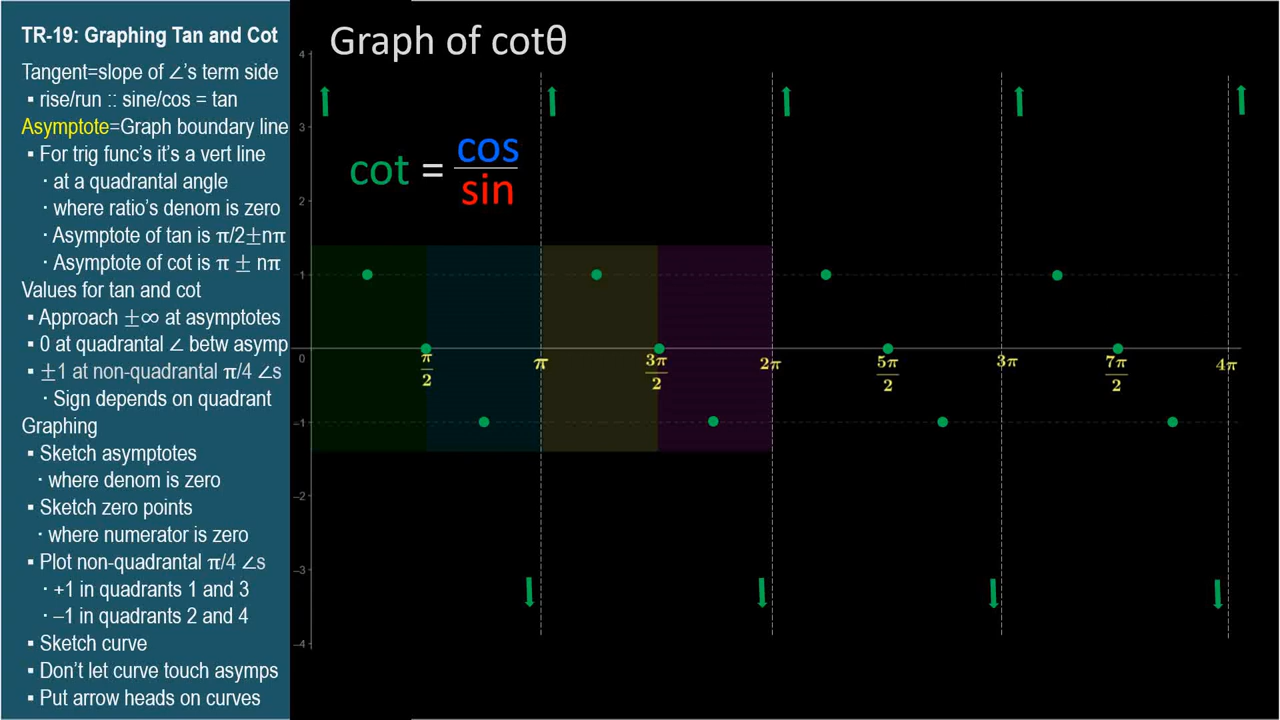 TR-19: Graphing Tan and Cot
Tangent=slope of ∠’s term side
▪ rise/run :: sine/cos = tan
Asymptote=Graph boundary line
▪ For trig func’s it’s a vert line
· at a quadrantal angle
· where ratio’s denom is zero
· Asymptote of tan is π/2±nπ
· Asymptote of cot is π ± nπ
Values for tan and cot
▪ Approach ±∞ at asymptotes
▪ 0 at quadrantal ∠ betw asymp
▪ ±1 at non-quadrantal π/4 ∠s
· Sign depends on quadrant
Graphing
▪ Sketch asymptotes
· where denom is zero
▪ Sketch zero points
· where numerator is zero
▪ Plot non-quadrantal π/4 ∠s
· +1 in quadrants 1 and 3
· –1 in quadrants 2 and 4
▪ Sketch curve
▪ Don’t let curve touch asymps
▪ Put arrow heads on curves
Graph of cotθ
cot = cos/sin
4
3
2
1
0
–1
–2
–3
–4
π/2
π
3π/2
2π
5π/2
3π
7π/2
4π